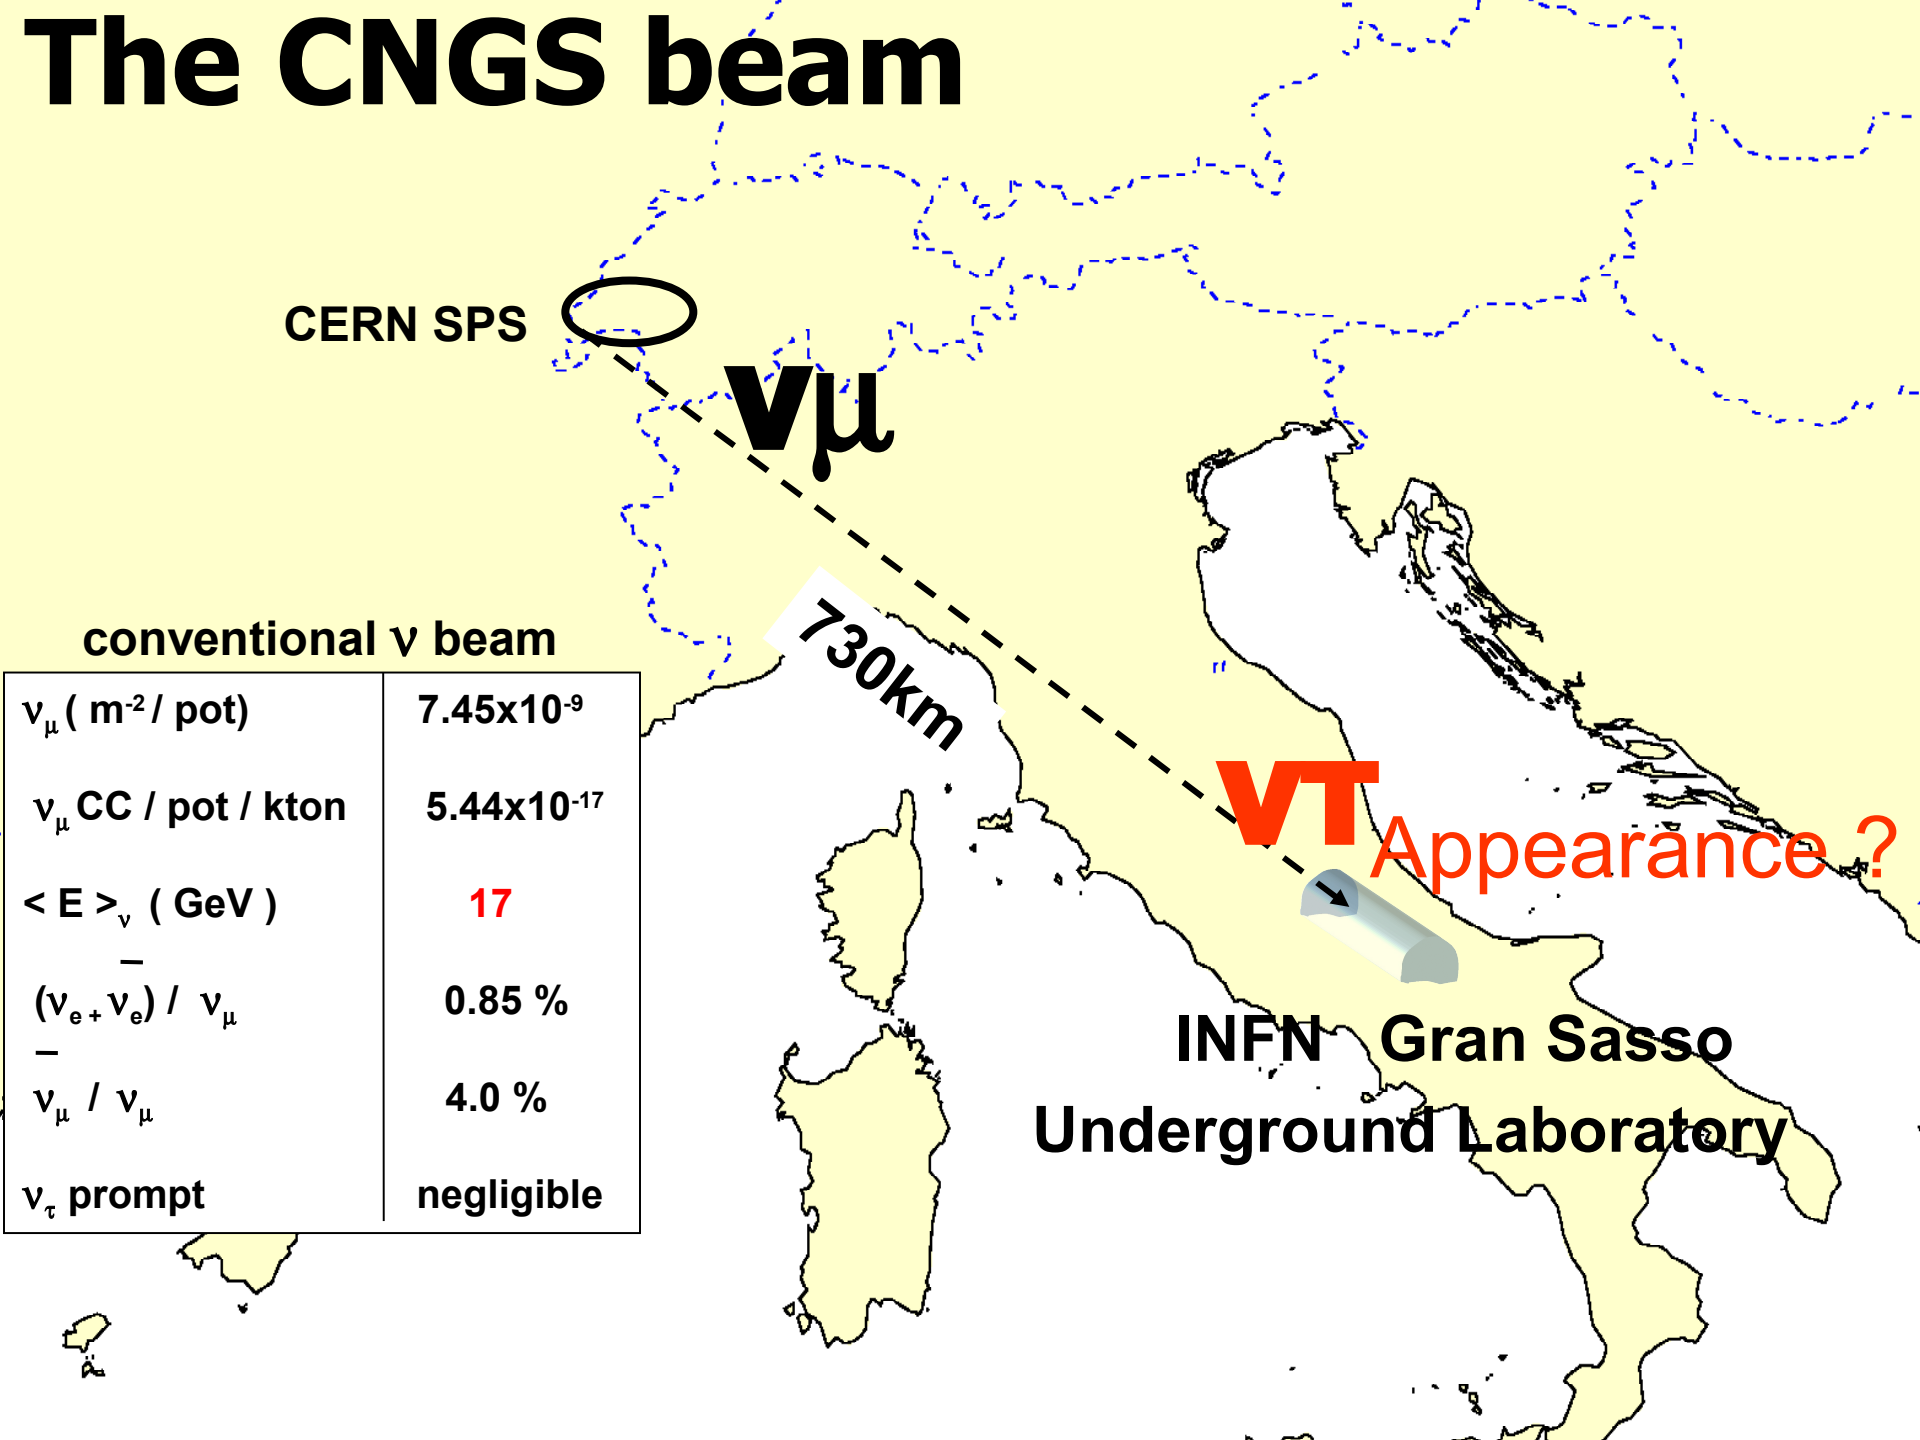 The CNGS beam
CERN SPS
νμ
730km
ντ Appearance ?
INFN Gran Sasso
Underground Laboratory
conventional ν beam
νμ ( m-2 / pot) 7.45x10-9
νμ CC / pot / kton 5.44x10-17
< E >ν ( GeV ) 17
(νe + ν̅e) / νμ 0.85 %
ν̅μ / νμ 4.0 %
ντ prompt negligible